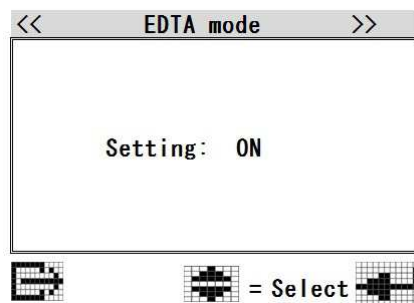 << EDTA mode >>
Setting: ON
= Select